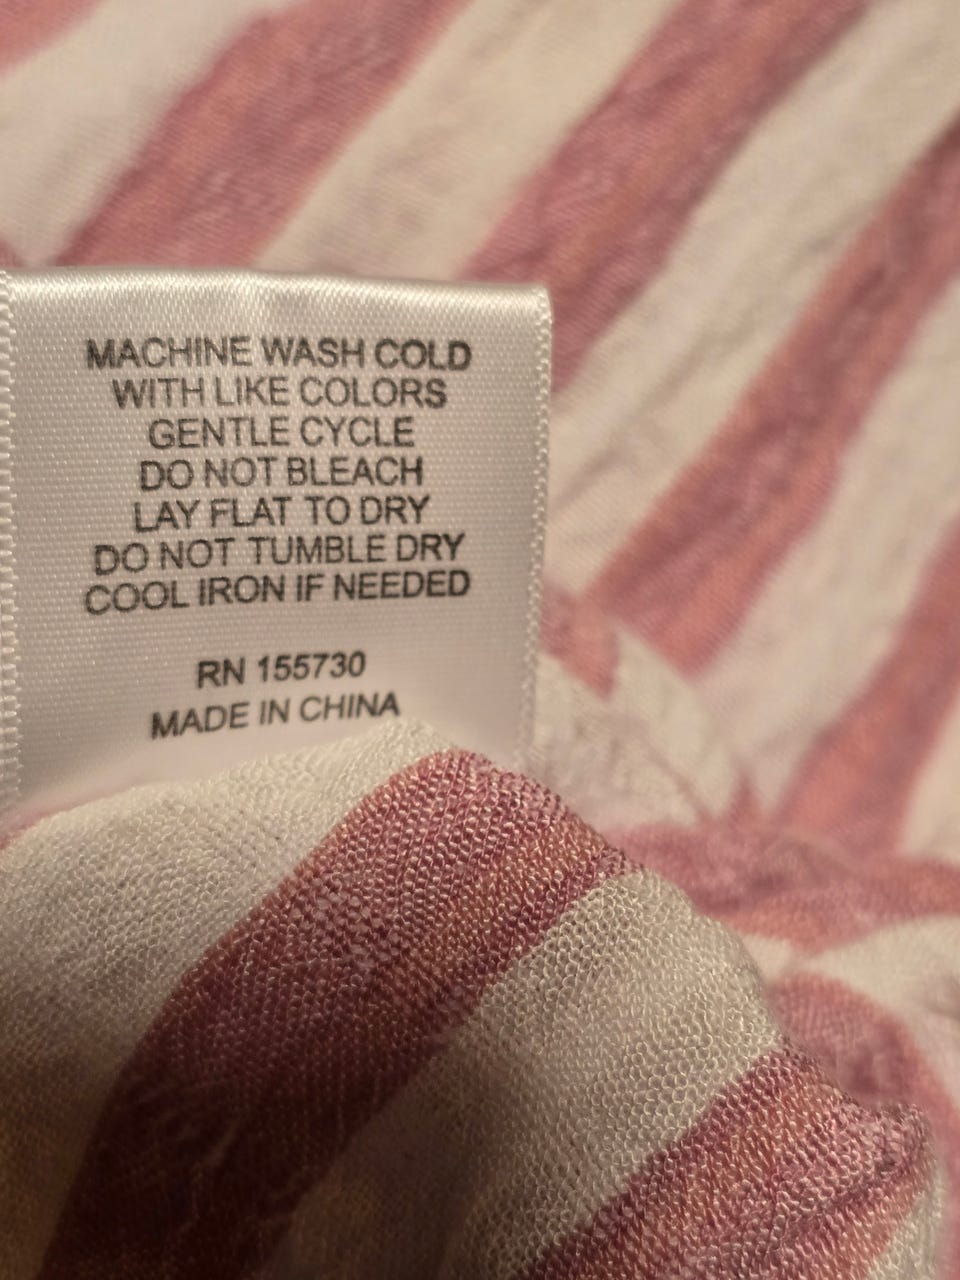 MACHINE WASH COLD
WITH LIKE COLORS
GENTLE CYCLE
DO NOT BLEACH
LAY FLAT TO DRY
DO NOT TUMBLE DRY
COOL IRON IF NEEDED
RN 155730
MADE IN CHINA